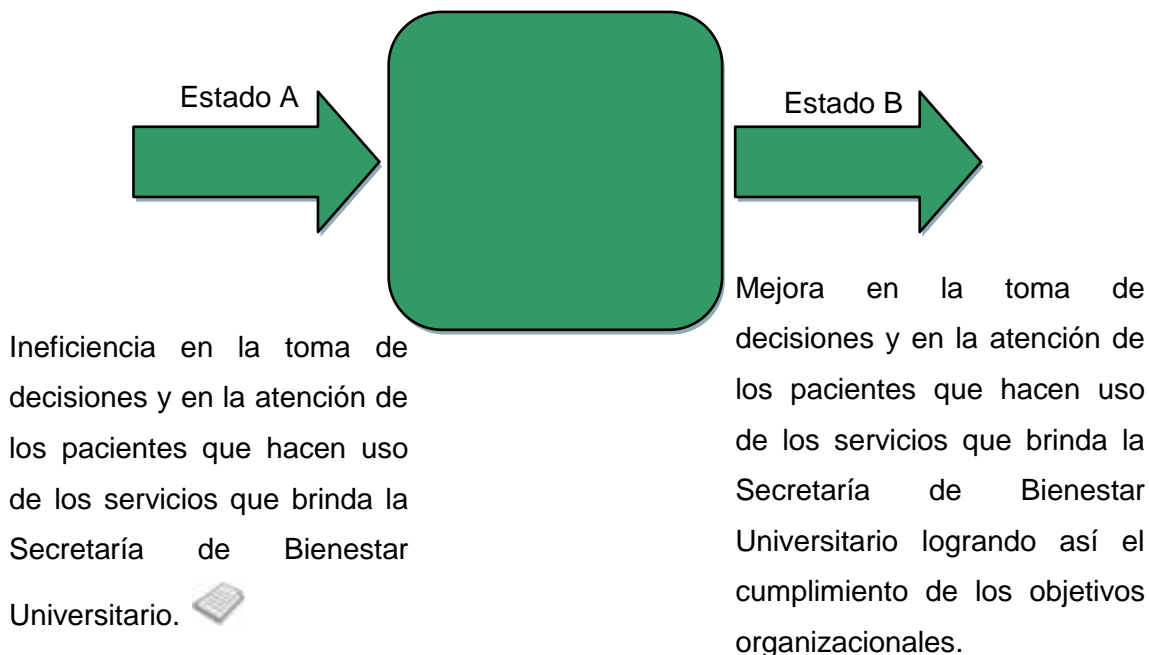 Estado A
Estado B
Ineficiencia en la toma de
decisiones y en la atención de
los pacientes que hacen uso
de los servicios que brinda la
Secretaría de Bienestar
Universitario.
Mejora en la toma de
decisiones y en la atención de
los pacientes que hacen uso
de los servicios que brinda la
Secretaría de Bienestar
Universitario logrando así el
cumplimiento de los objetivos
organizacionales.